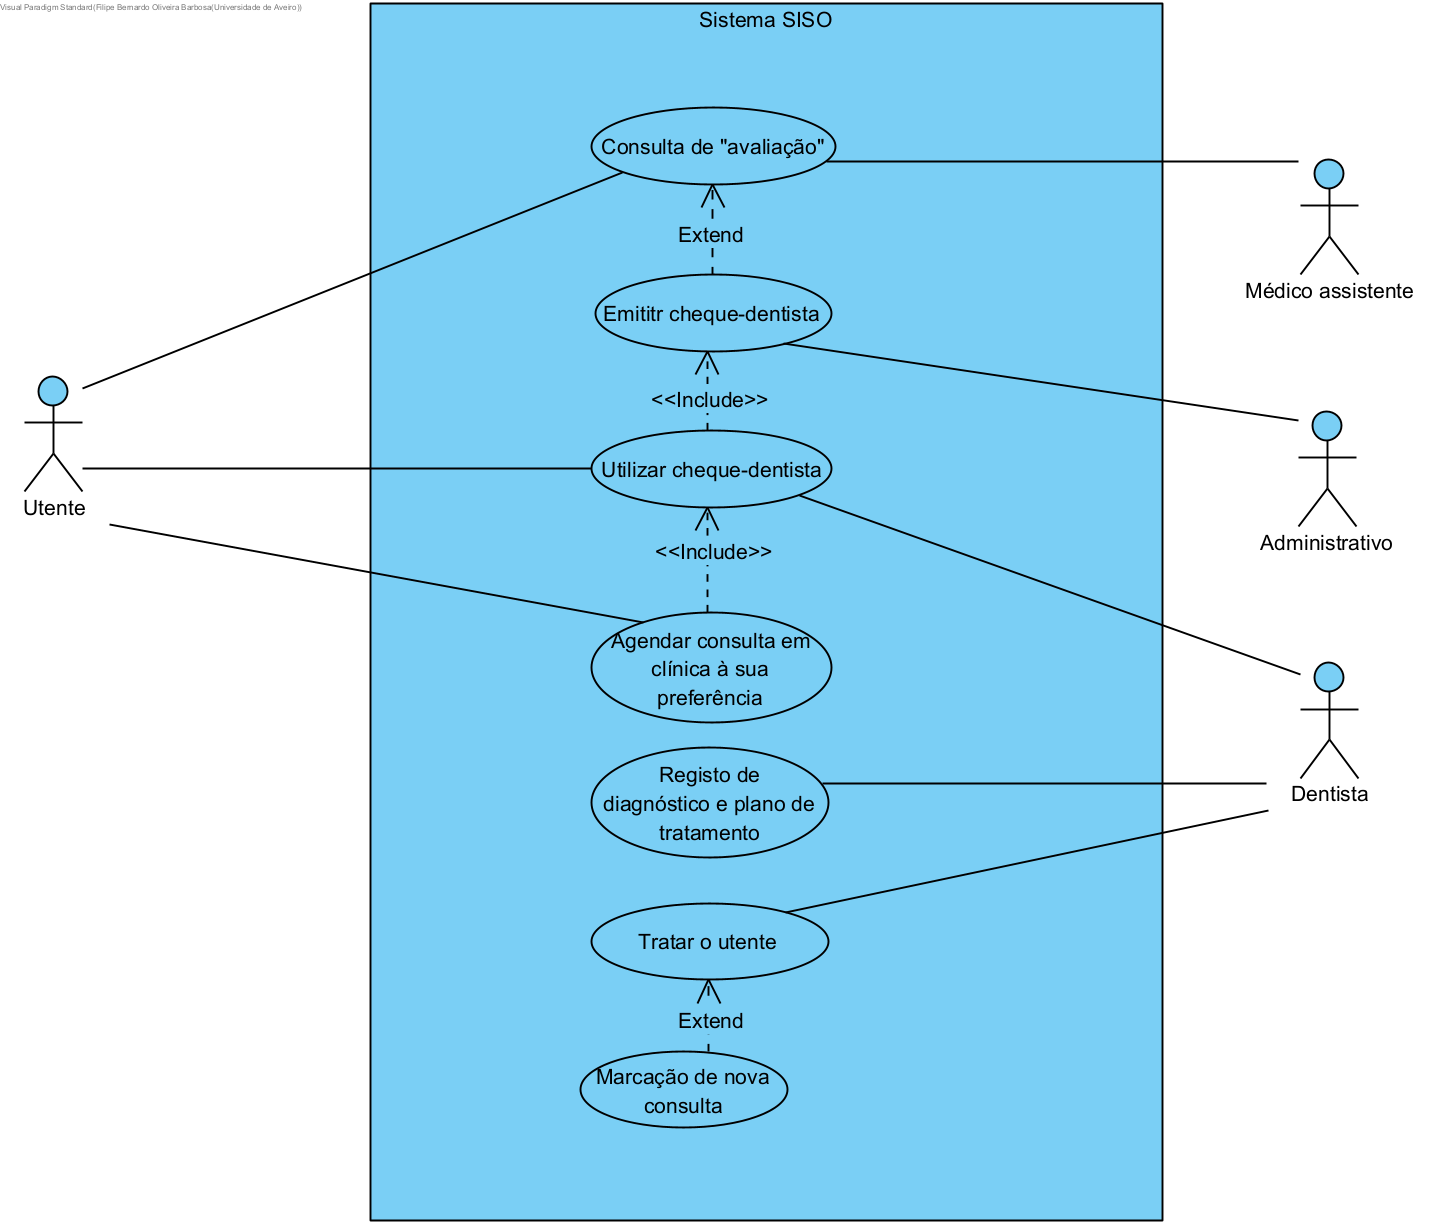 Visual Paradigm Standard(Filipe Bernardo Oliveira Barbosa(Universidade de Aveiro))
Sistema SISO
Consulta de "avaliação"
Extend
Médico assistente
Emititr cheque-dentista
<<Include>>
Utilizar cheque-dentista
Utente
Administrativo
<<Include>>
Agendar consulta em
clínica à sua
preferência
Registo de
diagnóstico e plano de
tratamento
Dentista
Tratar o utente
Extend
Marcação de nova
consulta